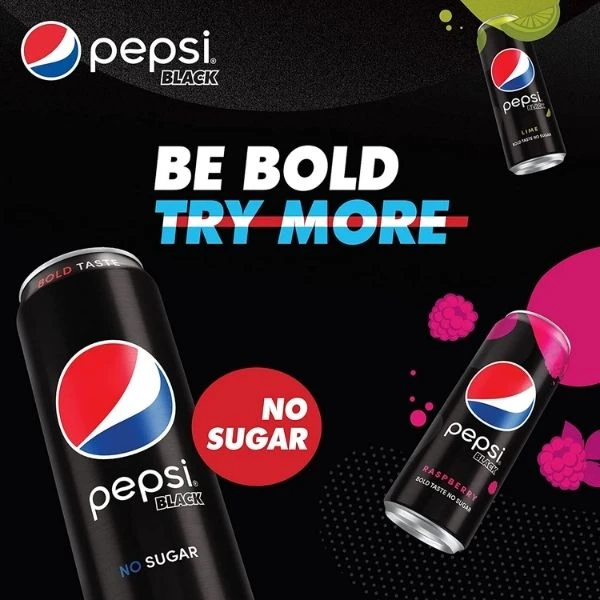 pepsi®
BLACK
pepsi
BLACK
LIME
BOLD TASTE NO SUGAR
BE BOLD
TRY MORE
BOLD TASTE
NO
SUGAR
pepsi®
BLACK
NO SUGAR
pepsi
BLACK
RASPBERRY
BOLD TASTE NO SUGAR